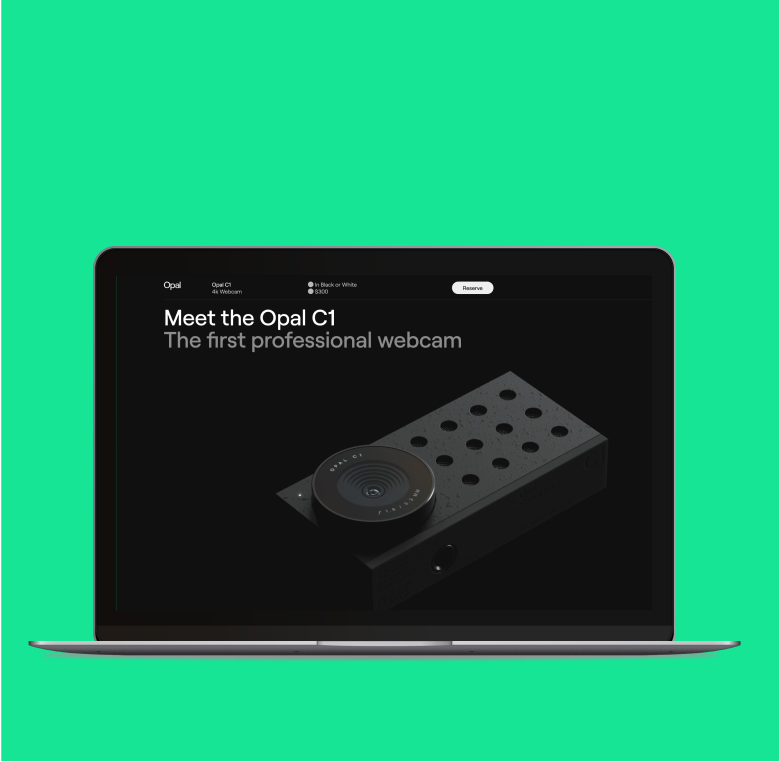 Opal
Opal C1
4k Webcam
In Black or White
$300
Reserve
Meet the Opal C1
The first professional webcam
OPAL C1